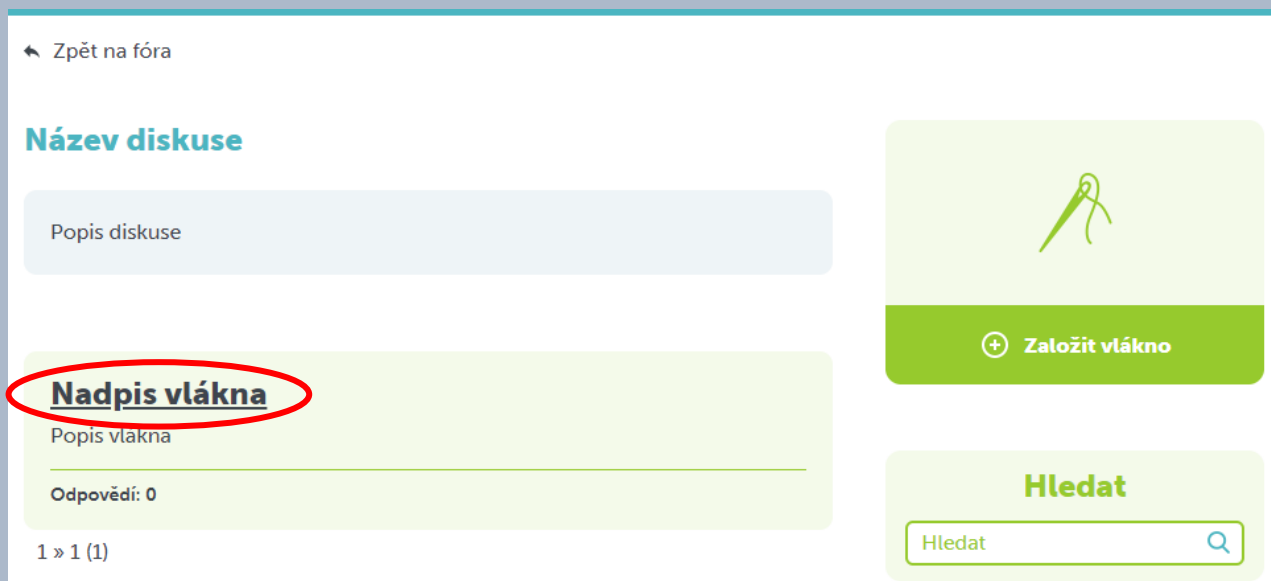 Zpět na fóra
Název diskuse
Popis diskuse
Založit vlákno
Nadpis vlákna
Popis vlákna
Odpovědí: 0
1 » 1 (1)
Hledat
Hledat